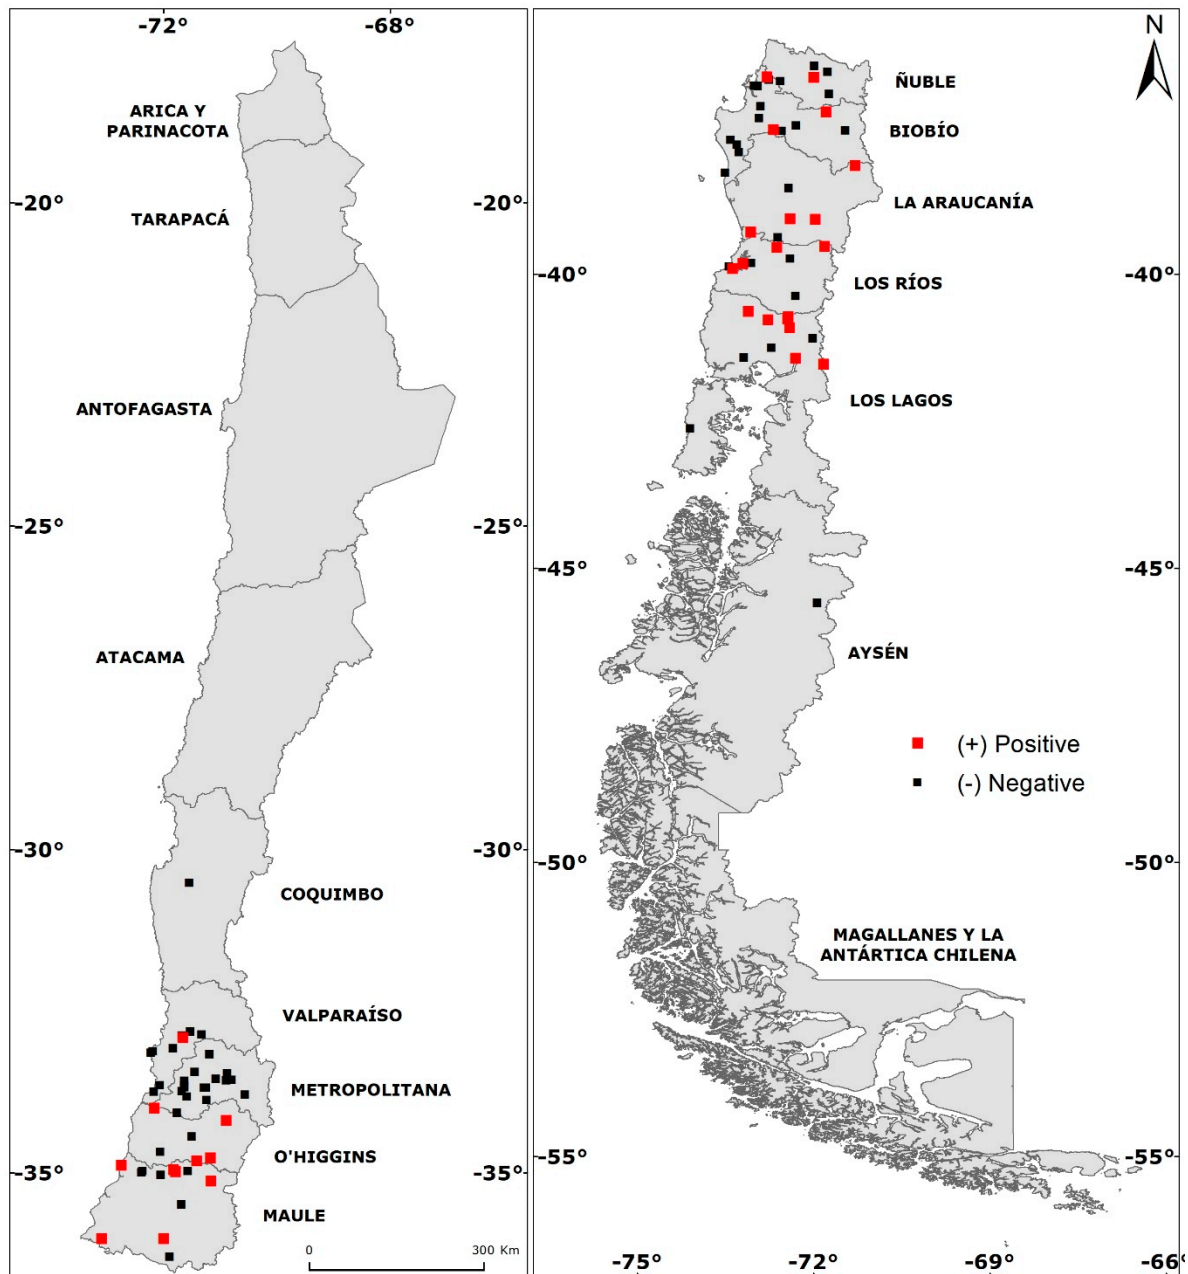 -72°
-68°
ARICA Y
PARINACOTA
-20°
-20°
TARAPACÁ
ANTOFAGASTA
-25°
-25°
ATACAMA
-30°
-30°
COQUIMBO
VALPARAÍSO
METROPOLITANA
O'HIGGINS
-35°
-35°
MAULE
0
300 Km
N
ÑUBLE
BIOBÍO
LA ARAUCANÍA
-40°
-40°
LOS RÍOS
LOS LAGOS
-45°
-45°
AYSÉN
(+) Positive
(-) Negative
-50°
-50°
MAGALLANES Y LA
ANTÁRTICA CHILENA
-55°
-55°
-75°
-72°
-69°
-66°